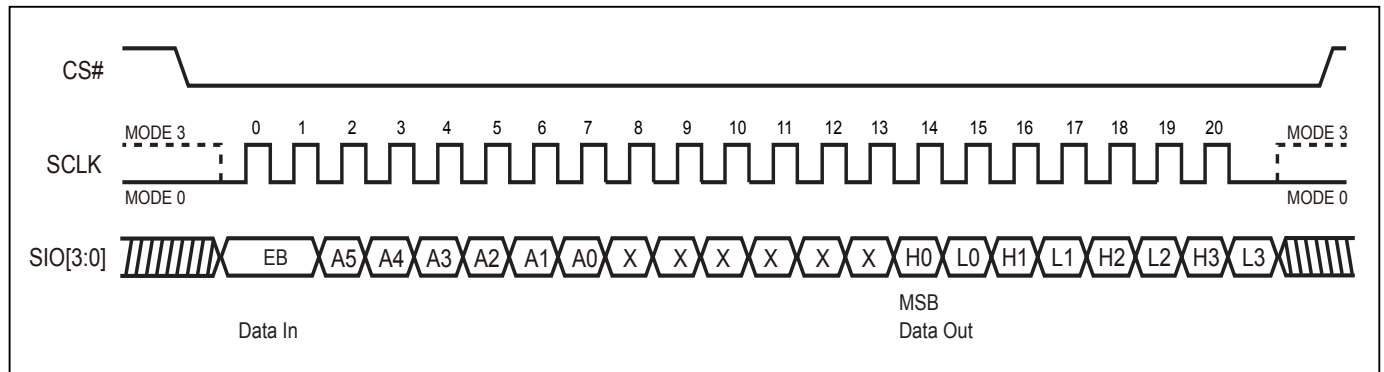 CS#
MODE 3 0 1 2 3 4 5 6 7 8 9 10 11 12 13 14 15 16 17 18 19 20 MODE 3
SCLK
MODE 0 MODE 0
SIO[3:0] EB A5 A4 A3 A2 A1 A0 X X X X X X H0 L0 H1 L1 H2 L2 H3 L3
MSB
Data In Data Out